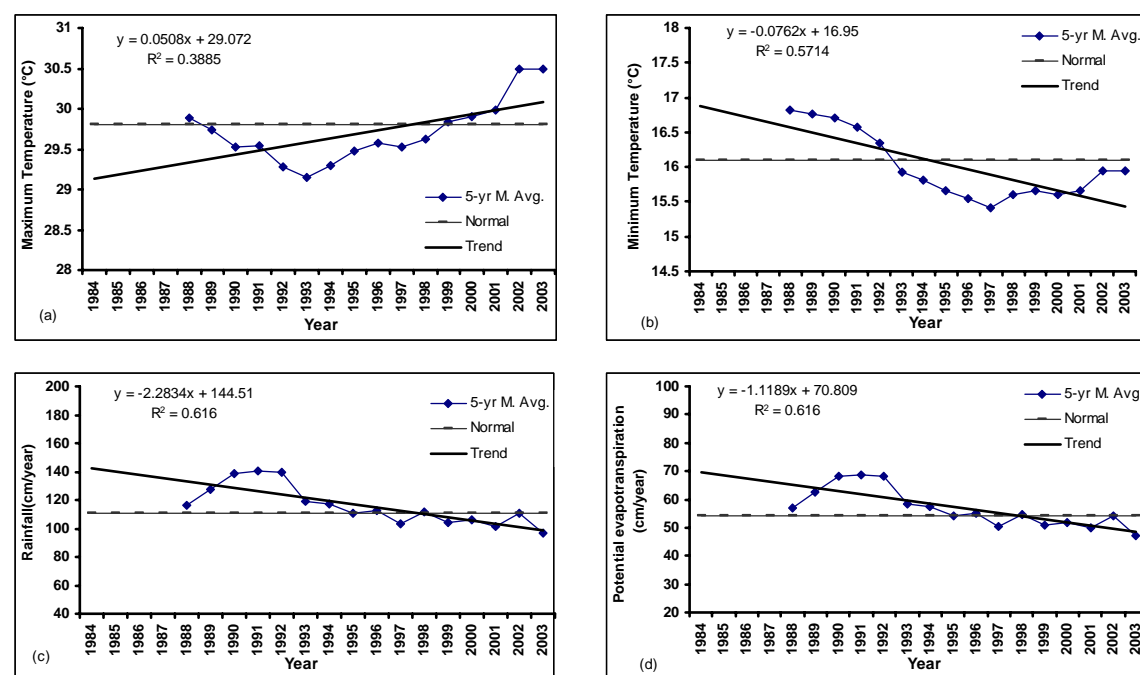 y = 0.0508x + 29.072
R² = 0.3885
31
30.5
30
29.5
29
28.5
28
Maximum Temperature (°C)
5-yr M. Avg.
Normal
Trend
1984 1985 1986 1987 1988 1989 1990 1991 1992 1993 1994 1995 1996 1997 1998 1999 2000 2001 2002 2003
(a)
Year
y = -0.0762x + 16.95
R² = 0.5714
18
17.5
17
16.5
16
15.5
15
14.5
Minimum Temperature (°C)
5-yr M. Avg.
Normal
Trend
1984 1985 1986 1987 1988 1989 1990 1991 1992 1993 1994 1995 1996 1997 1998 1999 2000 2001 2002 2003
(b)
Year
y = -2.2834x + 144.51
R² = 0.616
200
180
160
140
120
100
80
60
40
Rainfall(cm/year)
5-yr M. Avg.
Normal
Trend
1984 1985 1986 1987 1988 1989 1990 1991 1992 1993 1994 1995 1996 1997 1998 1999 2000 2001 2002 2003
(c)
Year
y = -1.1189x + 70.809
R² = 0.616
100
90
80
70
60
50
40
30
20
Potential evapotranspiration
(cm/year)
5-yr M. Avg.
Normal
Trend
1984 1985 1986 1987 1988 1989 1990 1991 1992 1993 1994 1995 1996 1997 1998 1999 2000 2001 2002 2003
(d)
Year